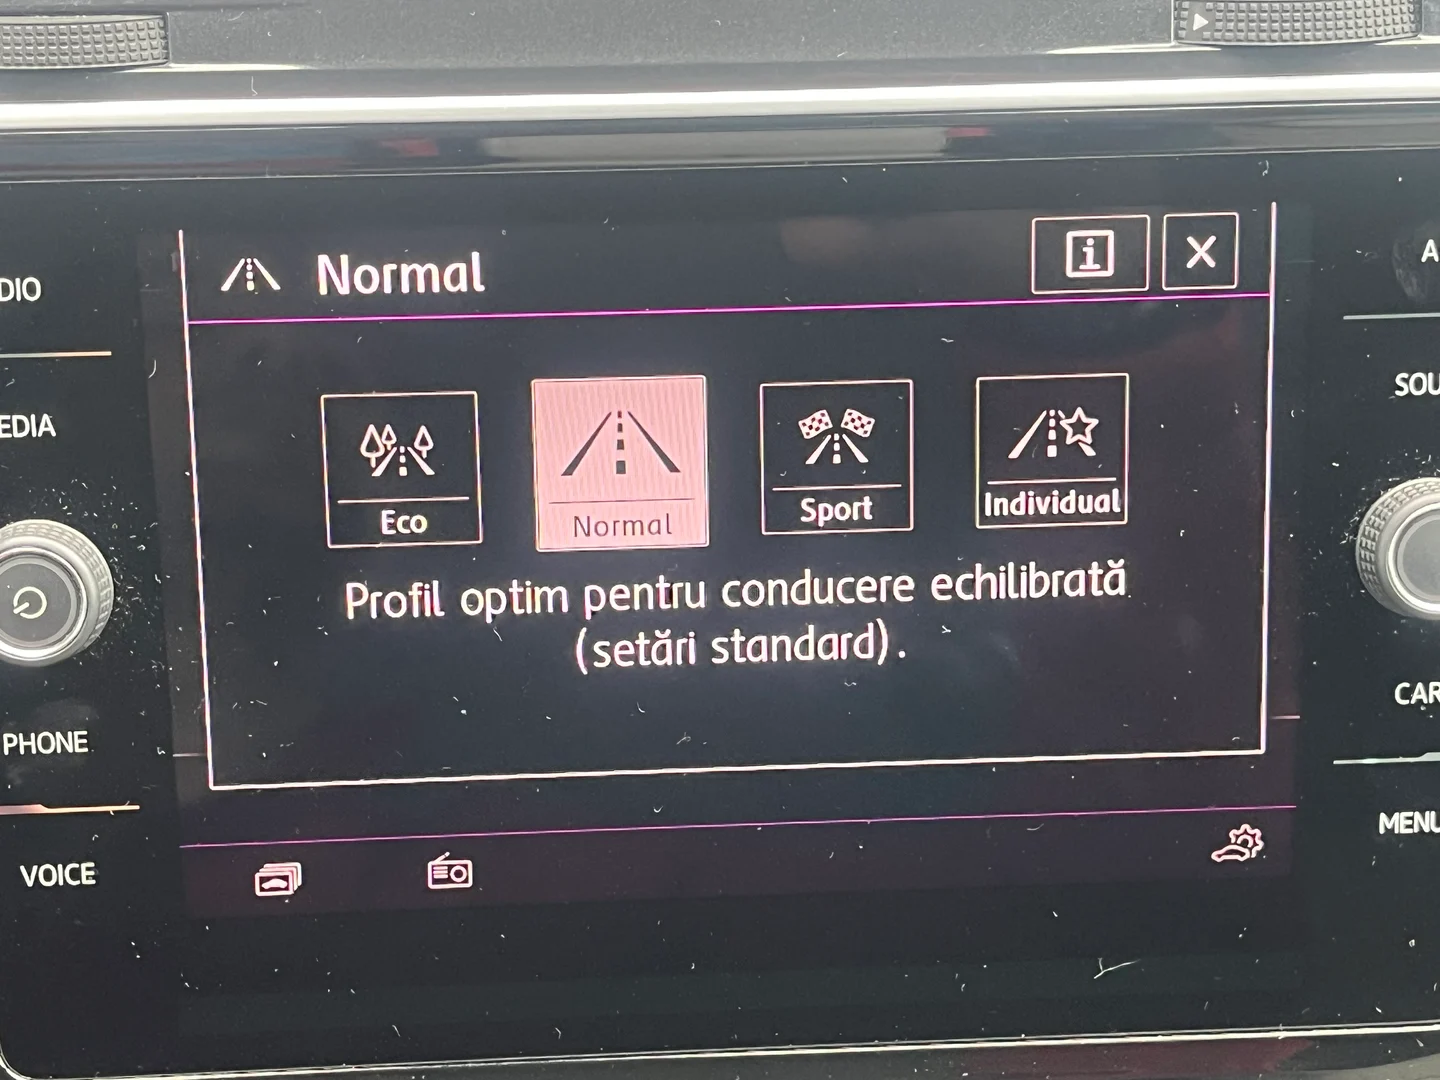 DIO
EDIA
PHONE
VOICE
Normal
i
X
Eco
Normal
Sport
Individual
Profil optim pentru conducere echilibrată
(setări standard).
A
SOU
CAR
MENU